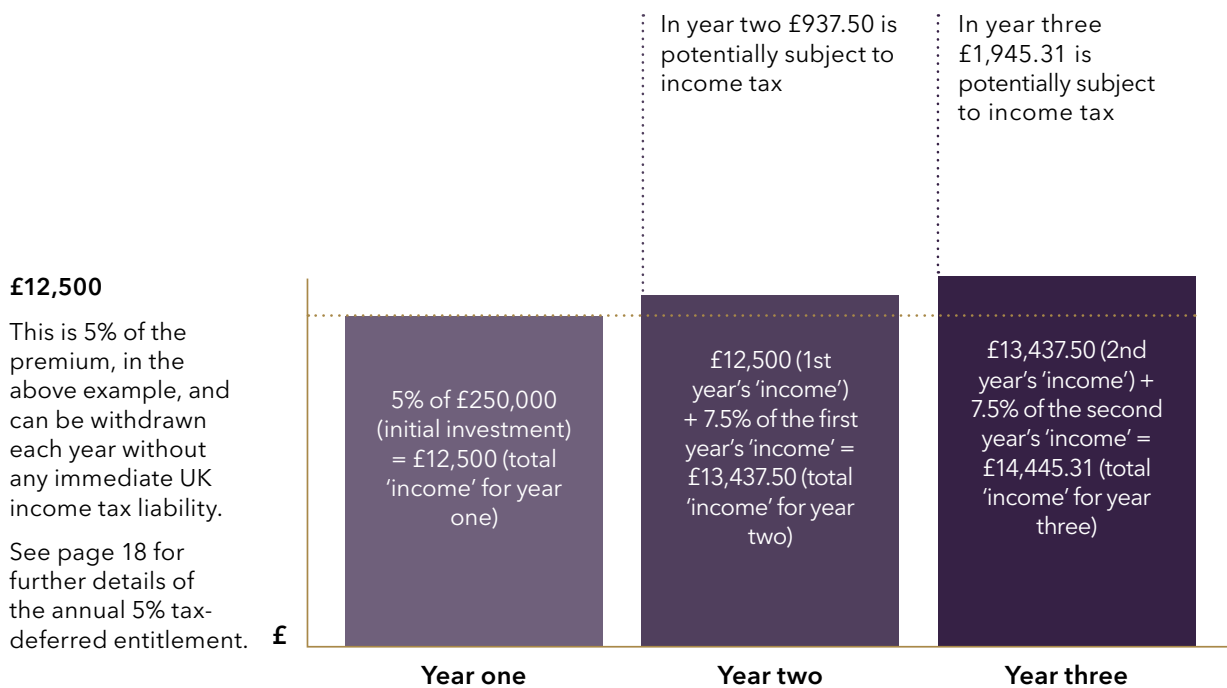 In year two £937.50 is
potentially subject to
income tax
In year three
£1,945.31 is
potentially subject
to income tax
£12,500
This is 5% of the
premium, in the
above example, and
can be withdrawn
each year without
any immediate UK
income tax liability.
See page 18 for
further details of
the annual 5% tax-
deferred entitlement.
£
5% of £250,000
(initial investment)
= £12,500 (total
‘income’ for year
one)
£12,500 (1st
year’s ‘income’)
+ 7.5% of the first
year’s ‘income’ =
£13,437.50 (total
‘income’ for year
two)
£13,437.50 (2nd
year’s ‘income’) +
7.5% of the second
year’s ‘income’ =
£14,445.31 (total
‘income’ for year
three)
Year one
Year two
Year three